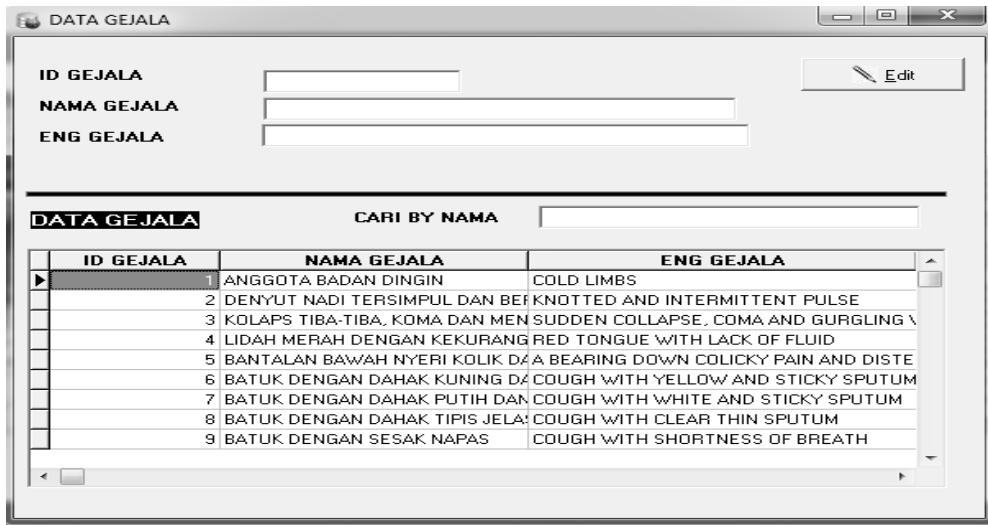 DATA GEJALA
ID GEJALA
Edit
NAMA GEJALA
ENG GEJALA
DATA GEJALA CARI BY NAMA
ID GEJALA NAMA GEJALA ENG GEJALA
1 ANGGOTA BADAN DINGIN COLD LIMBS
2 DENYUT NADI TERSIMPUL DAN KNOTTED AND INTERMITTENT PULSE
3 KOLAPS TIBA-TIBA, KOMA DAN MEN SUDDEN COLLAPSE, COMA AND GURGLING
4 LIDAH MERAH DENGAN KEKURANG RED TONGUE WITH LACK OF FLUID
5 BANTALAN BAWAH NYERI KOLIK A BEARING DOWN COLICKY PAIN AND DISTE
6 BATUK DENGAN DAHAK KUNING COUGH WITH YELLOW AND STICKY SPUTUM
7 BATUK DENGAN DAHAK PUTIH DAN COUGH WITH WHITE AND STICKY SPUTUM
8 BATUK DENGAN DAHAK TIPIS COUGH WITH CLEAR THIN SPUTUM
9 BATUK DENGAN SESAK NAPAS COUGH WITH SHORTNESS OF BREATH